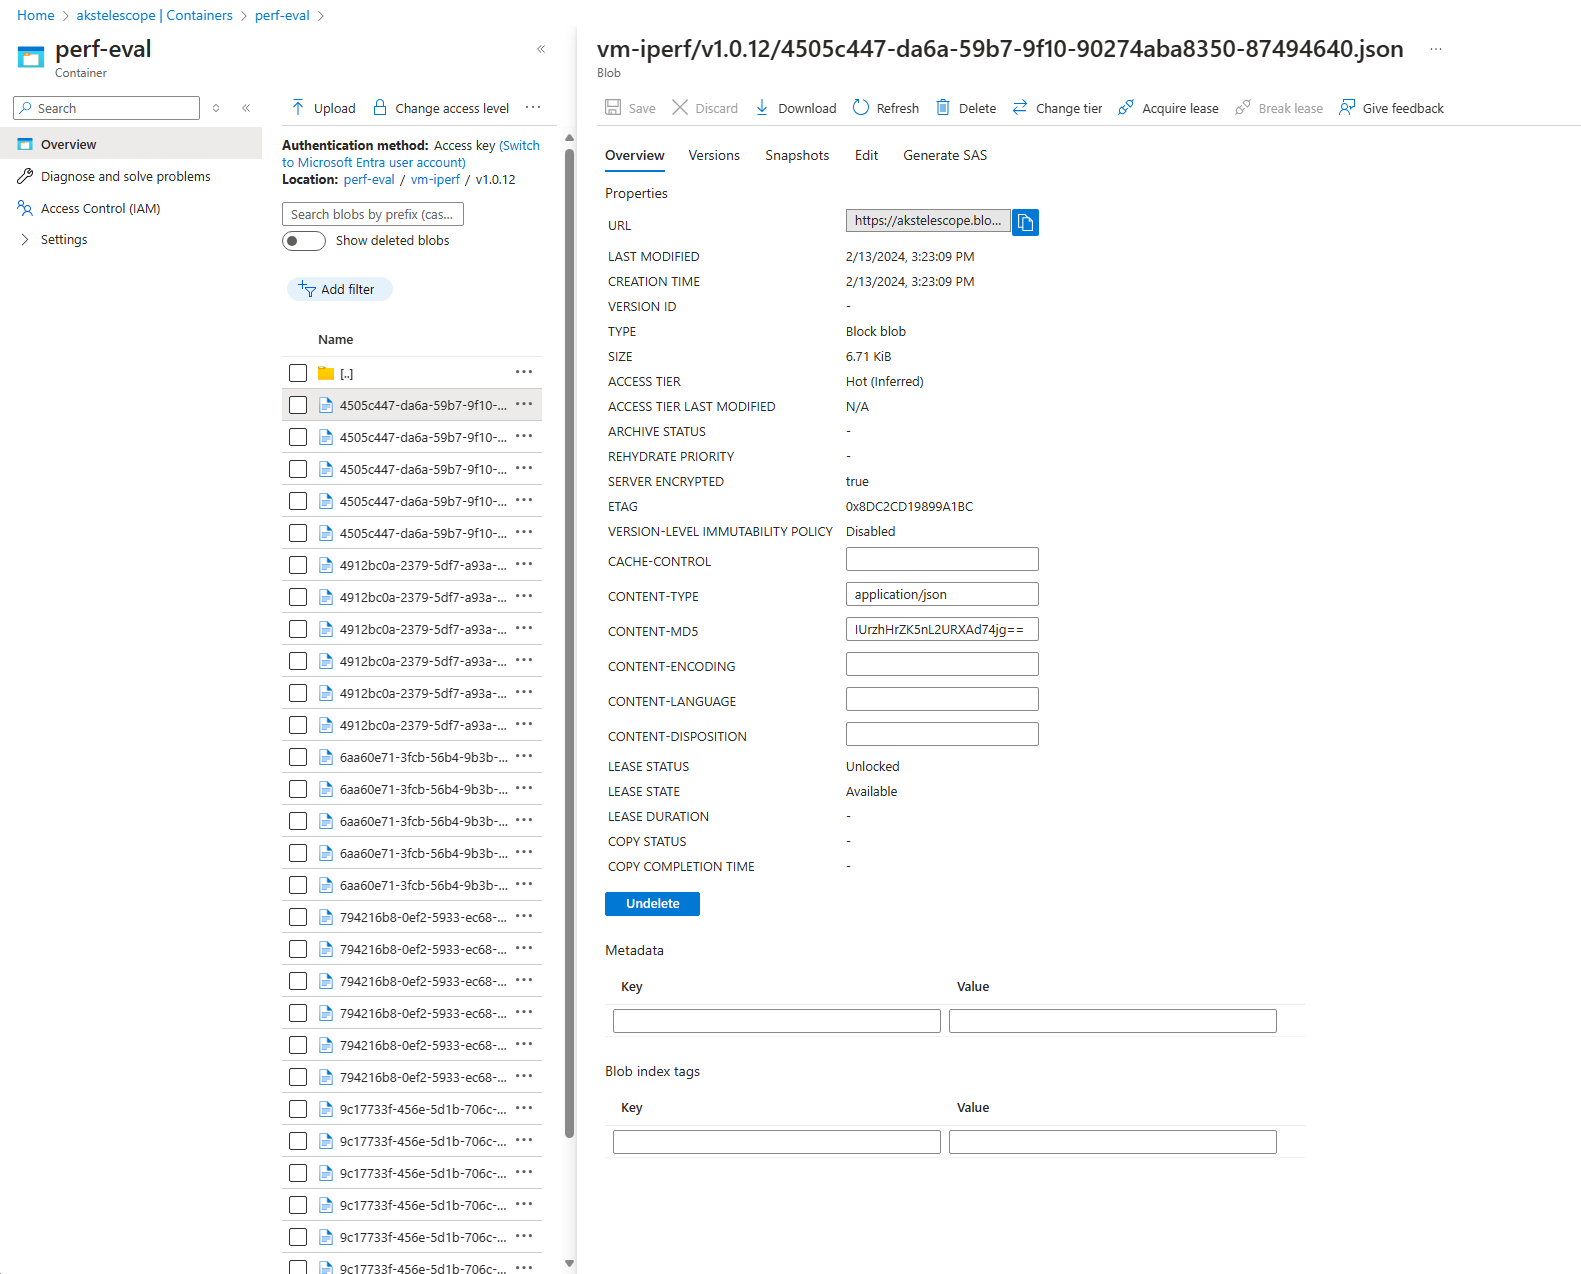 Home > akstelescope | Containers > perf-eval >
perf-eval
Container
Search
Overview
Diagnose and solve problems
Access Control (IAM)
Settings
Upload Change access level ...
Authentication method: Access key (Switch
to Microsoft Entra user account)
Location: perf-eval / vm-iperf / v1.0.12
Search blobs by prefix (cas...
Show deleted blobs
Add filter
Name
[..]
4505c447-da6a-59b7-9f10-...
4505c447-da6a-59b7-9f10-...
4505c447-da6a-59b7-9f10-...
4505c447-da6a-59b7-9f10-...
4505c447-da6a-59b7-9f10-...
4912bc0a-2379-5df7-a93a-...
4912bc0a-2379-5df7-a93a-...
4912bc0a-2379-5df7-a93a-...
4912bc0a-2379-5df7-a93a-...
4912bc0a-2379-5df7-a93a-...
4912bc0a-2379-5df7-a93a-...
6aa60e71-3fcb-56b4-9b3b-...
6aa60e71-3fcb-56b4-9b3b-...
6aa60e71-3fcb-56b4-9b3b-...
6aa60e71-3fcb-56b4-9b3b-...
6aa60e71-3fcb-56b4-9b3b-...
794216b8-0ef2-5933-ec68-...
794216b8-0ef2-5933-ec68-...
794216b8-0ef2-5933-ec68-...
794216b8-0ef2-5933-ec68-...
794216b8-0ef2-5933-ec68-...
794216b8-0ef2-5933-ec68-...
9c17733f-456e-5d1b-706c-...
9c17733f-456e-5d1b-706c-...
9c17733f-456e-5d1b-706c-...
9c17733f-456e-5d1b-706c-...
9c17733f-456e-5d1b-706c-...
9c17733f-456e-5d1b-706c-...
vm-iperf/v1.0.12/4505c447-da6a-59b7-9f10-90274aba8350-87494640.json ...
Blob
Save Discard Download Refresh Delete Change tier Acquire lease Break lease Give feedback
Overview Versions Snapshots Edit Generate SAS
Properties
URL https://akstelescope.blo...
LAST MODIFIED 2/13/2024, 3:23:09 PM
CREATION TIME 2/13/2024, 3:23:09 PM
VERSION ID -
TYPE Block blob
SIZE 6.71 KiB
ACCESS TIER Hot (Inferred)
ACCESS TIER LAST MODIFIED N/A
ARCHIVE STATUS -
REHYDRATE PRIORITY -
SERVER ENCRYPTED true
ETAG 0x8DC2CD19899A1BC
VERSION-LEVEL IMMUTABILITY POLICY Disabled
CACHE-CONTROL
CONTENT-TYPE application/json
CONTENT-MD5 IUrzhHrZK5nL2URXAd74jg==
CONTENT-ENCODING
CONTENT-LANGUAGE
CONTENT-DISPOSITION
LEASE STATUS Unlocked
LEASE STATE Available
LEASE DURATION -
COPY STATUS -
COPY COMPLETION TIME -
Undelete
Metadata
Key Value
Blob index tags
Key Value